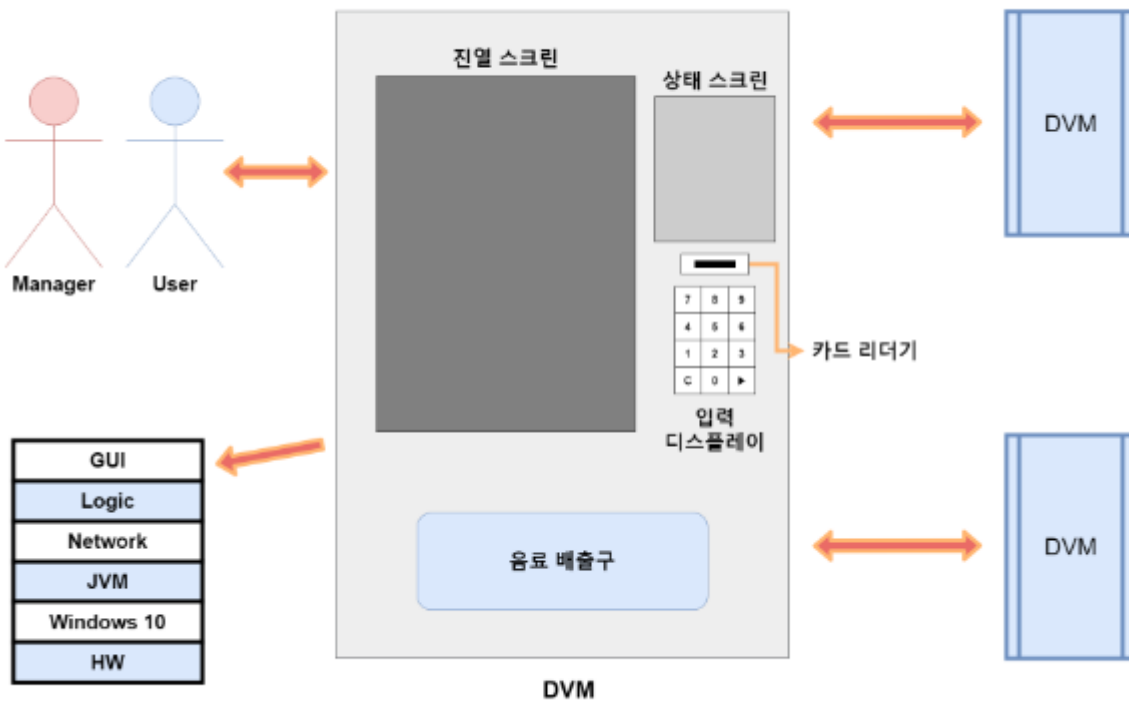 진열 스크린
상태 스크린
DVM
Manager
User
7 8 9
4 5 6
1 2 3
C 0 ▶
카드 리더기
입력
디스플레이
GUI
Logic
Network
JVM
Windows 10
HW
음료 배출구
DVM
DVM